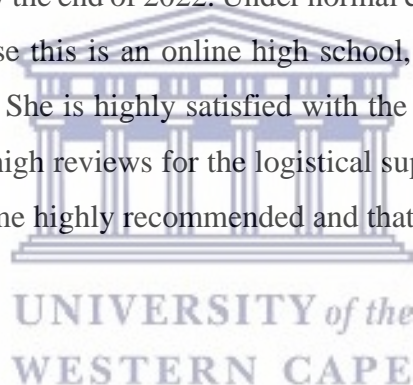 the end of 2022. Under normal
se this is an online high school,
She is highly satisfied with the
high reviews for the logistical
ne highly recommended and that
UNIVERSITY of the
WESTERN CAPE